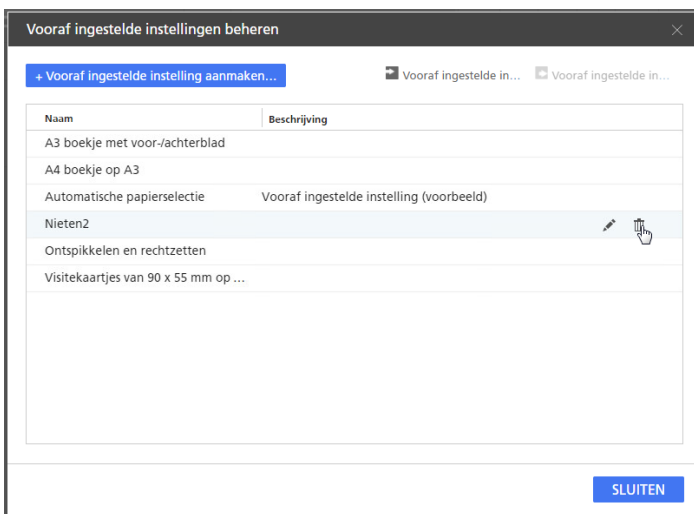 Vooraf ingestelde instellingen beheren
+ Vooraf ingestelde instelling aanmaken... Vooraf ingestelde in... Vooraf ingestelde in...
Naam Beschrijving
A3 boekje met voor-/achterblad
A4 boekje op A3
Automatische papierselectie Vooraf ingestelde instelling (voorbeeld)
Nieten2
Ontspikkelen en rechtzetten
Visitekaartjes van 90 x 55 mm op ...
SLUITEN